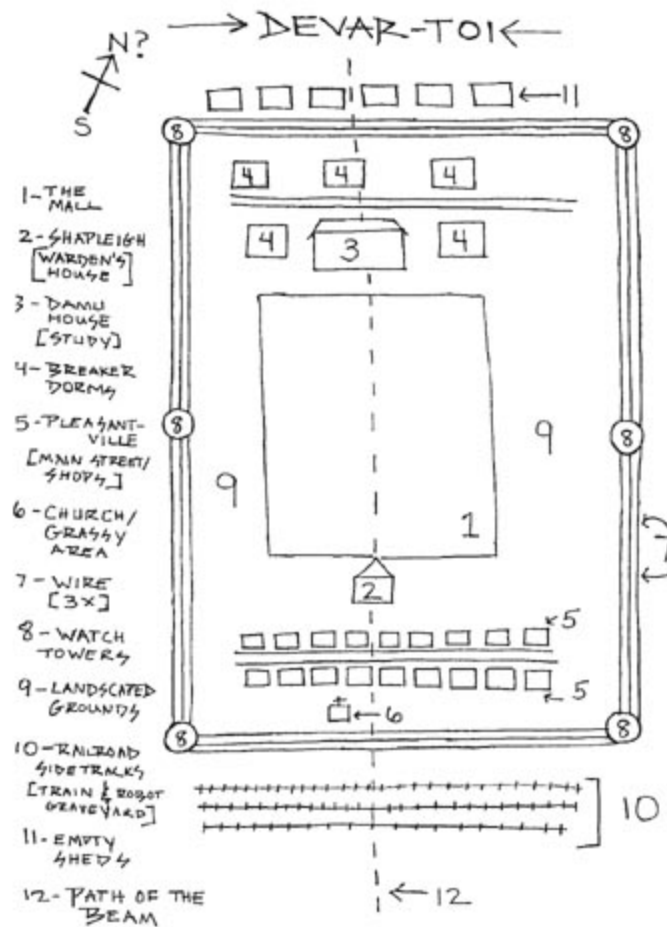 DEVAR-TOI
N?
S
11
8
8
4
4
4
4
3
4
1-THE
MALL
2-SHAPLEIGH
[WARDEN'S
HOUSE]
3-DAMLI
HOUSE
[STUDY]
4-BREAKER
DORMS
5-PLEASANT-
VILLE
[MAIN STREET/
SHOPS]
6-CHURCH/
GRASSY
AREA
7-WIRE
[3X]
8-WATCH
TOWERS
9-LANDSCAPED
GROUNDS
10-RAILROAD
SIDETRACKS
[TRAIN & ROBOT
GRAVEYARD]
11-EMPTY
SHEDS
12-PATH OF THE
BEAM
8
8
9
9
1
7
2
5
5
6
8
8
10
12